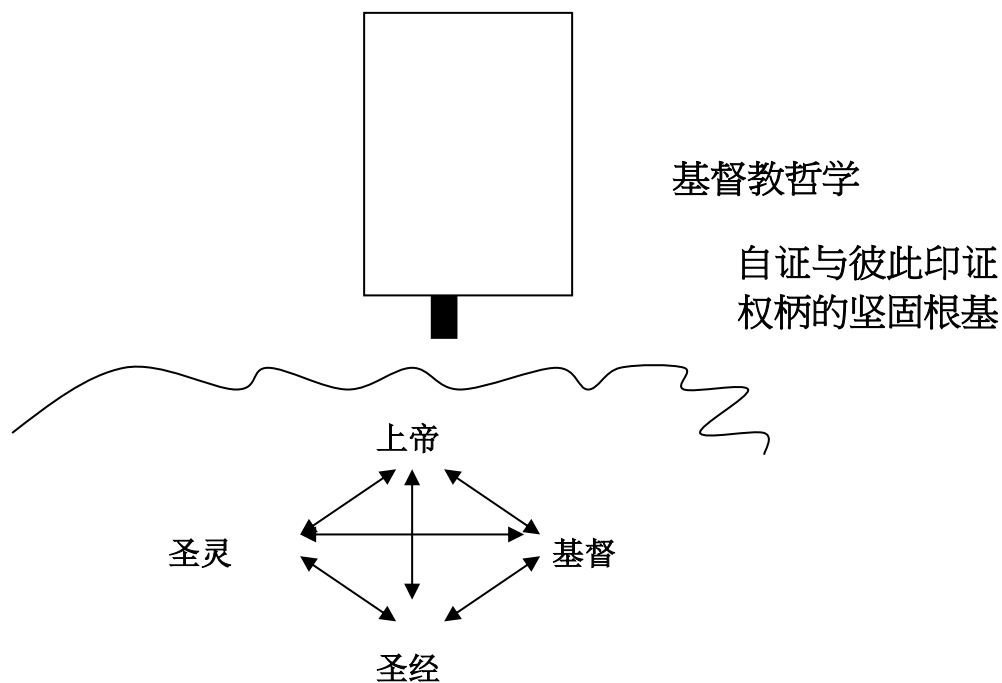 基督教哲学
自证与彼此印证
权柄的坚固根基
上帝
圣灵
基督
圣经